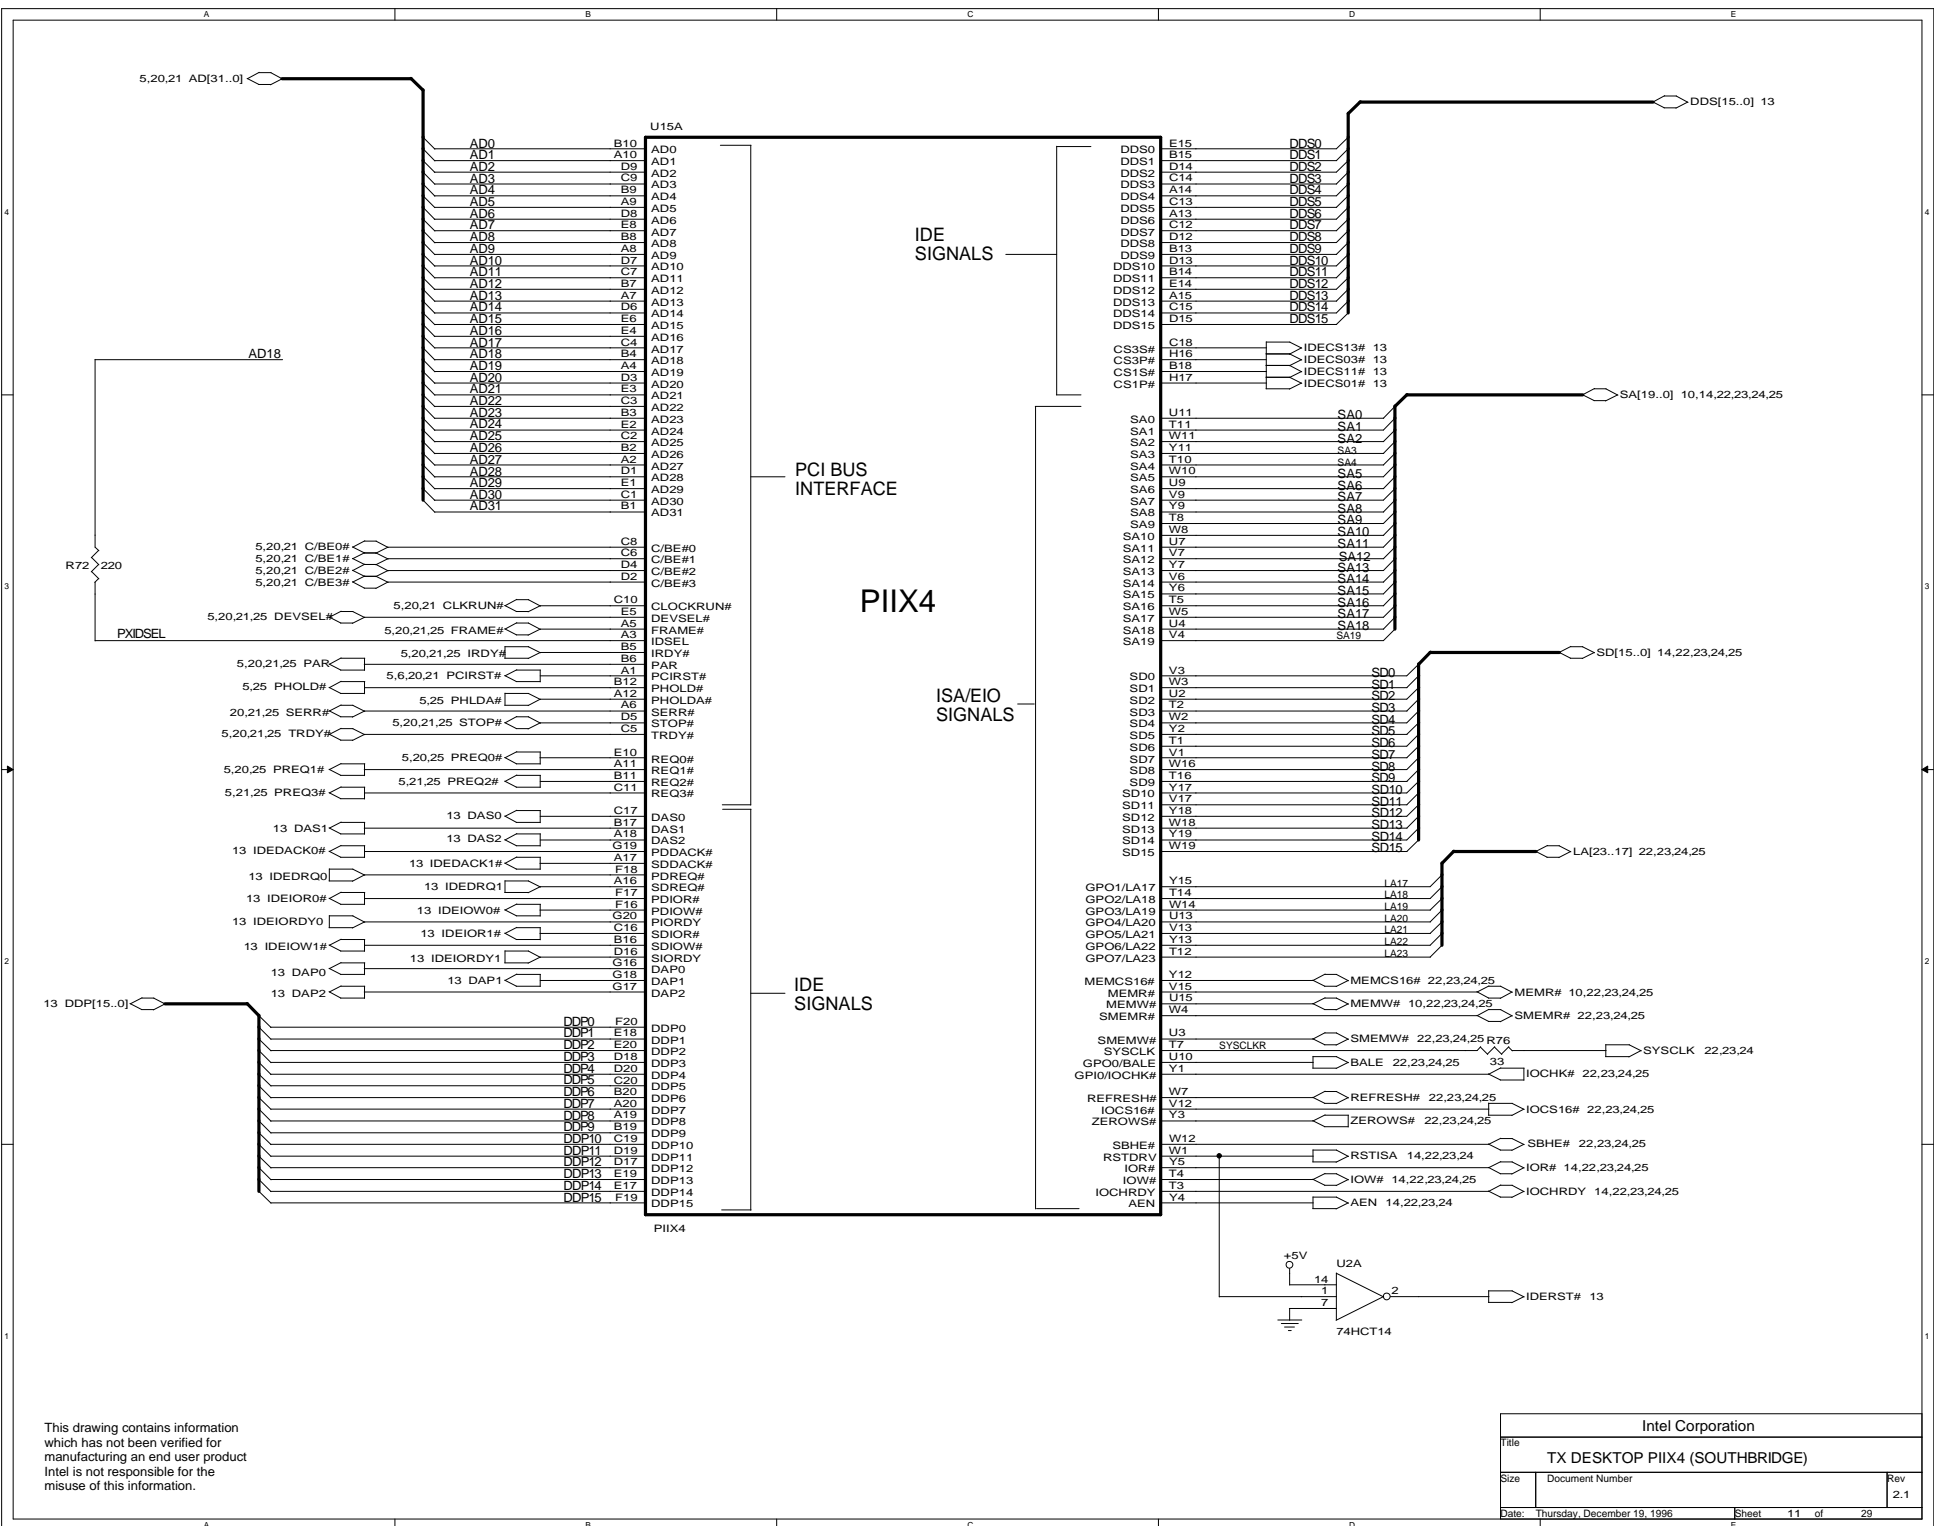 A B C D E
5,20,21 AD[31..0]
DDS[15..0] 13
U15A
AD0 B10 AD0
AD1 A10 AD1
AD2 D9 AD2
AD3 C9 AD3
AD4 B9 AD4
AD5 A9 AD5
AD6 D8 AD6
AD7 E8 AD7
AD8 B8 AD8
AD9 A8 AD9
AD10 D7 AD10
AD11 C7 AD11
AD12 B7 AD12
AD13 A7 AD13
AD14 D6 AD14
AD15 E6 AD15
AD16 E4 AD16
AD17 C4 AD17
AD18 B4 AD18
AD19 A4 AD19
AD20 D3 AD20
AD21 E3 AD21
AD22 C3 AD22
AD23 B3 AD23
AD24 E2 AD24
AD25 C2 AD25
AD26 B2 AD26
AD27 A2 AD27
AD28 D1 AD28
AD29 E1 AD29
AD30 C1 AD30
AD31 B1 AD31
AD18
R72 220
PXIDSEL
PCI BUS
INTERFACE
5,20,21 C/BE0# C8 C/BE#0
5,20,21 C/BE1# C6 C/BE#1
5,20,21 C/BE2# D4 C/BE#2
5,20,21 C/BE3# D2 C/BE#3
5,20,21 CLKRUN# C10 CLOCKRUN#
5,20,21,25 DEVSEL# E5 DEVSEL#
5,20,21,25 FRAME# A5 FRAME#
A3 IDSEL
5,20,21,25 IRDY# B5 IRDY#
5,20,21,25 PAR B6 PAR
5,6,20,21 PCIRST# A1 PCIRST#
5,25 PHOLD# B12 PHOLD#
5,25 PHLDA# A12 PHOLDA#
20,21,25 SERR# A6 SERR#
5,20,21,25 STOP# D5 STOP#
5,20,21,25 TRDY# C5 TRDY#
5,20,25 PREQ0# E10 REQ0#
5,20,25 PREQ1# A11 REQ1#
5,21,25 PREQ2# B11 REQ2#
5,21,25 PREQ3# C11 REQ3#
13 DAS0 C17 DAS0
13 DAS1 B17 DAS1
13 DAS2 A18 DAS2
13 IDEDACK0# G19 PDDACK#
13 IDEDACK1# A17 SDDACK#
13 IDEDRQ0 F18 PDREQ#
13 IDEDRQ1 A16 SDREQ#
13 IDEIOR0# F17 PDIOR#
13 IDEIOW0# F16 PDIOW#
13 IDEIORDY0 G20 PIORDY
13 IDEIOR1# C16 SDIOR#
13 IDEIOW1# B16 SDIOW#
13 IDEIORDY1 D16 SIORDY
13 DAP0 G16 DAP0
13 DAP1 G18 DAP1
13 DAP2 G17 DAP2
13 DDP[15..0]
DDP0 F20 DDP0
DDP1 E18 DDP1
DDP2 E20 DDP2
DDP3 D18 DDP3
DDP4 D20 DDP4
DDP5 C20 DDP5
DDP6 B20 DDP6
DDP7 A20 DDP7
DDP8 A19 DDP8
DDP9 B19 DDP9
DDP10 C19 DDP10
DDP11 D19 DDP11
DDP12 D17 DDP12
DDP13 E19 DDP13
DDP14 E17 DDP14
DDP15 F19 DDP15
IDE
SIGNALS
PIIX4
PIIX4
IDE
SIGNALS
DDS0 E15 DDS0
DDS1 B15 DDS1
DDS2 D14 DDS2
DDS3 C14 DDS3
DDS4 A14 DDS4
DDS5 C13 DDS5
DDS6 A13 DDS6
DDS7 C12 DDS7
DDS8 D12 DDS8
DDS9 B13 DDS9
DDS10 D13 DDS10
DDS11 B14 DDS11
DDS12 E14 DDS12
DDS13 A15 DDS13
DDS14 C15 DDS14
DDS15 D15 DDS15
CS3S# C18 IDECS13# 13
CS3P# H16 IDECS03# 13
CS1S# B18 IDECS11# 13
CS1P# H17 IDECS01# 13
SA[19..0] 10,14,22,23,24,25
SA0 U11 SA0
SA1 T11 SA1
SA2 W11 SA2
SA3 Y11 SA3
SA4 T10 SA4
SA5 W10 SA5
SA6 U9 SA6
SA7 V9 SA7
SA8 Y9 SA8
SA9 T8 SA9
SA10 W8 SA10
SA11 U7 SA11
SA12 V7 SA12
SA13 Y7 SA13
SA14 V6 SA14
SA15 Y6 SA15
SA16 T5 SA16
SA17 W5 SA17
SA18 U4 SA18
SA19 V4 SA19
ISA/EIO
SIGNALS
SD[15..0] 14,22,23,24,25
SD0 V3 SD0
SD1 W3 SD1
SD2 U2 SD2
SD3 T2 SD3
SD4 W2 SD4
SD5 Y2 SD5
SD6 T1 SD6
SD7 V1 SD7
SD8 W16 SD8
SD9 T16 SD9
SD10 Y17 SD10
SD11 V17 SD11
SD12 Y18 SD12
SD13 W18 SD13
SD14 Y19 SD14
SD15 W19 SD15
LA[23..17] 22,23,24,25
GPO1/LA17 Y15 LA17
GPO2/LA18 T14 LA18
GPO3/LA19 W14 LA19
GPO4/LA20 U13 LA20
GPO5/LA21 V13 LA21
GPO6/LA22 Y13 LA22
GPO7/LA23 T12 LA23
MEMCS16# Y12 MEMCS16# 22,23,24,25
MEMR# V15 MEMR# 10,22,23,24,25
MEMW# U15 MEMW# 10,22,23,24,25
SMEMR# W4 SMEMR# 22,23,24,25
SMEMW# U3 SMEMW# 22,23,24,25
SYSCLK T7 SYSCLKR R76 33 SYSCLK 22,23,24
GPO0/BALE U10 BALE 22,23,24,25
GPI0/IOCHK# Y1 IOCHK# 22,23,24,25
REFRESH# W7 REFRESH# 22,23,24,25
IOCS16# V12 IOCS16# 22,23,24,25
ZEROWS# Y3 ZEROWS# 22,23,24,25
SBHE# W12 SBHE# 22,23,24,25
RSTDRV W1 RSTISA 14,22,23,24
IOR# Y5 IOR# 14,22,23,24,25
IOW# T4 IOW# 14,22,23,24,25
IOCHRDY T3 IOCHRDY 14,22,23,24,25
AEN Y4 AEN 14,22,23,24
+5V
U2A
14
1
7
2
IDERST# 13
74HCT14
4 4
3 3
2 2
1 1
This drawing contains information
which has not been verified for
manufacturing an end user product
Intel is not responsible for the
misuse of this information.
Intel Corporation
Title
TX DESKTOP PIIX4 (SOUTHBRIDGE)
Size Document Number Rev
2.1
Date: Thursday, December 19, 1996 Sheet 11 of 29
A B C D E